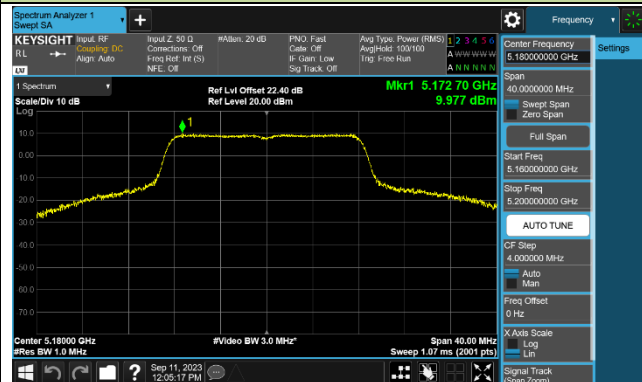 Spectrum Analyzer 1
Swept SA
Frequency
KEYSIGHT
RL
Input: RF
Coupling: DC
Align: Auto
Input Z: 50 Ω
Corrections: Off
Freq Ref: Int (S)
NFE: Off
#Atten: 20 dB
PNO: Fast
Gate: Off
IF Gain: Low
Sig Track: Off
Avg Type: Power (RMS)
Avg|Hold: 100/100
Trig: Free Run
1 2 3 4 5 6
A W W W W W
A N N N N N
1 Spectrum
Scale/Div 10 dB
Log
Ref Lvl Offset 22.40 dB
Ref Level 20.00 dBm
Mkr1 5.172 70 GHz
9.977 dBm
1
10.0
0.00
-10.0
-20.0
-30.0
-40.0
-50.0
-60.0
-70.0
Center 5.18000 GHz
#Res BW 1.0 MHz
#Video BW 3.0 MHz*
Span 40.00 MHz
Sweep 1.07 ms (2001 pts)
Center Frequency
5.180000000 GHz
Settings
Span
40.0000000 MHz
Swept Span
Zero Span
Full Span
Start Freq
5.160000000 GHz
Stop Freq
5.200000000 GHz
AUTO TUNE
CF Step
4.000000 MHz
Auto
Man
Freq Offset
0 Hz
X Axis Scale
Log
Lin
Signal Track
(Span Zoom)
Sep 11, 2023
12:05:17 PM